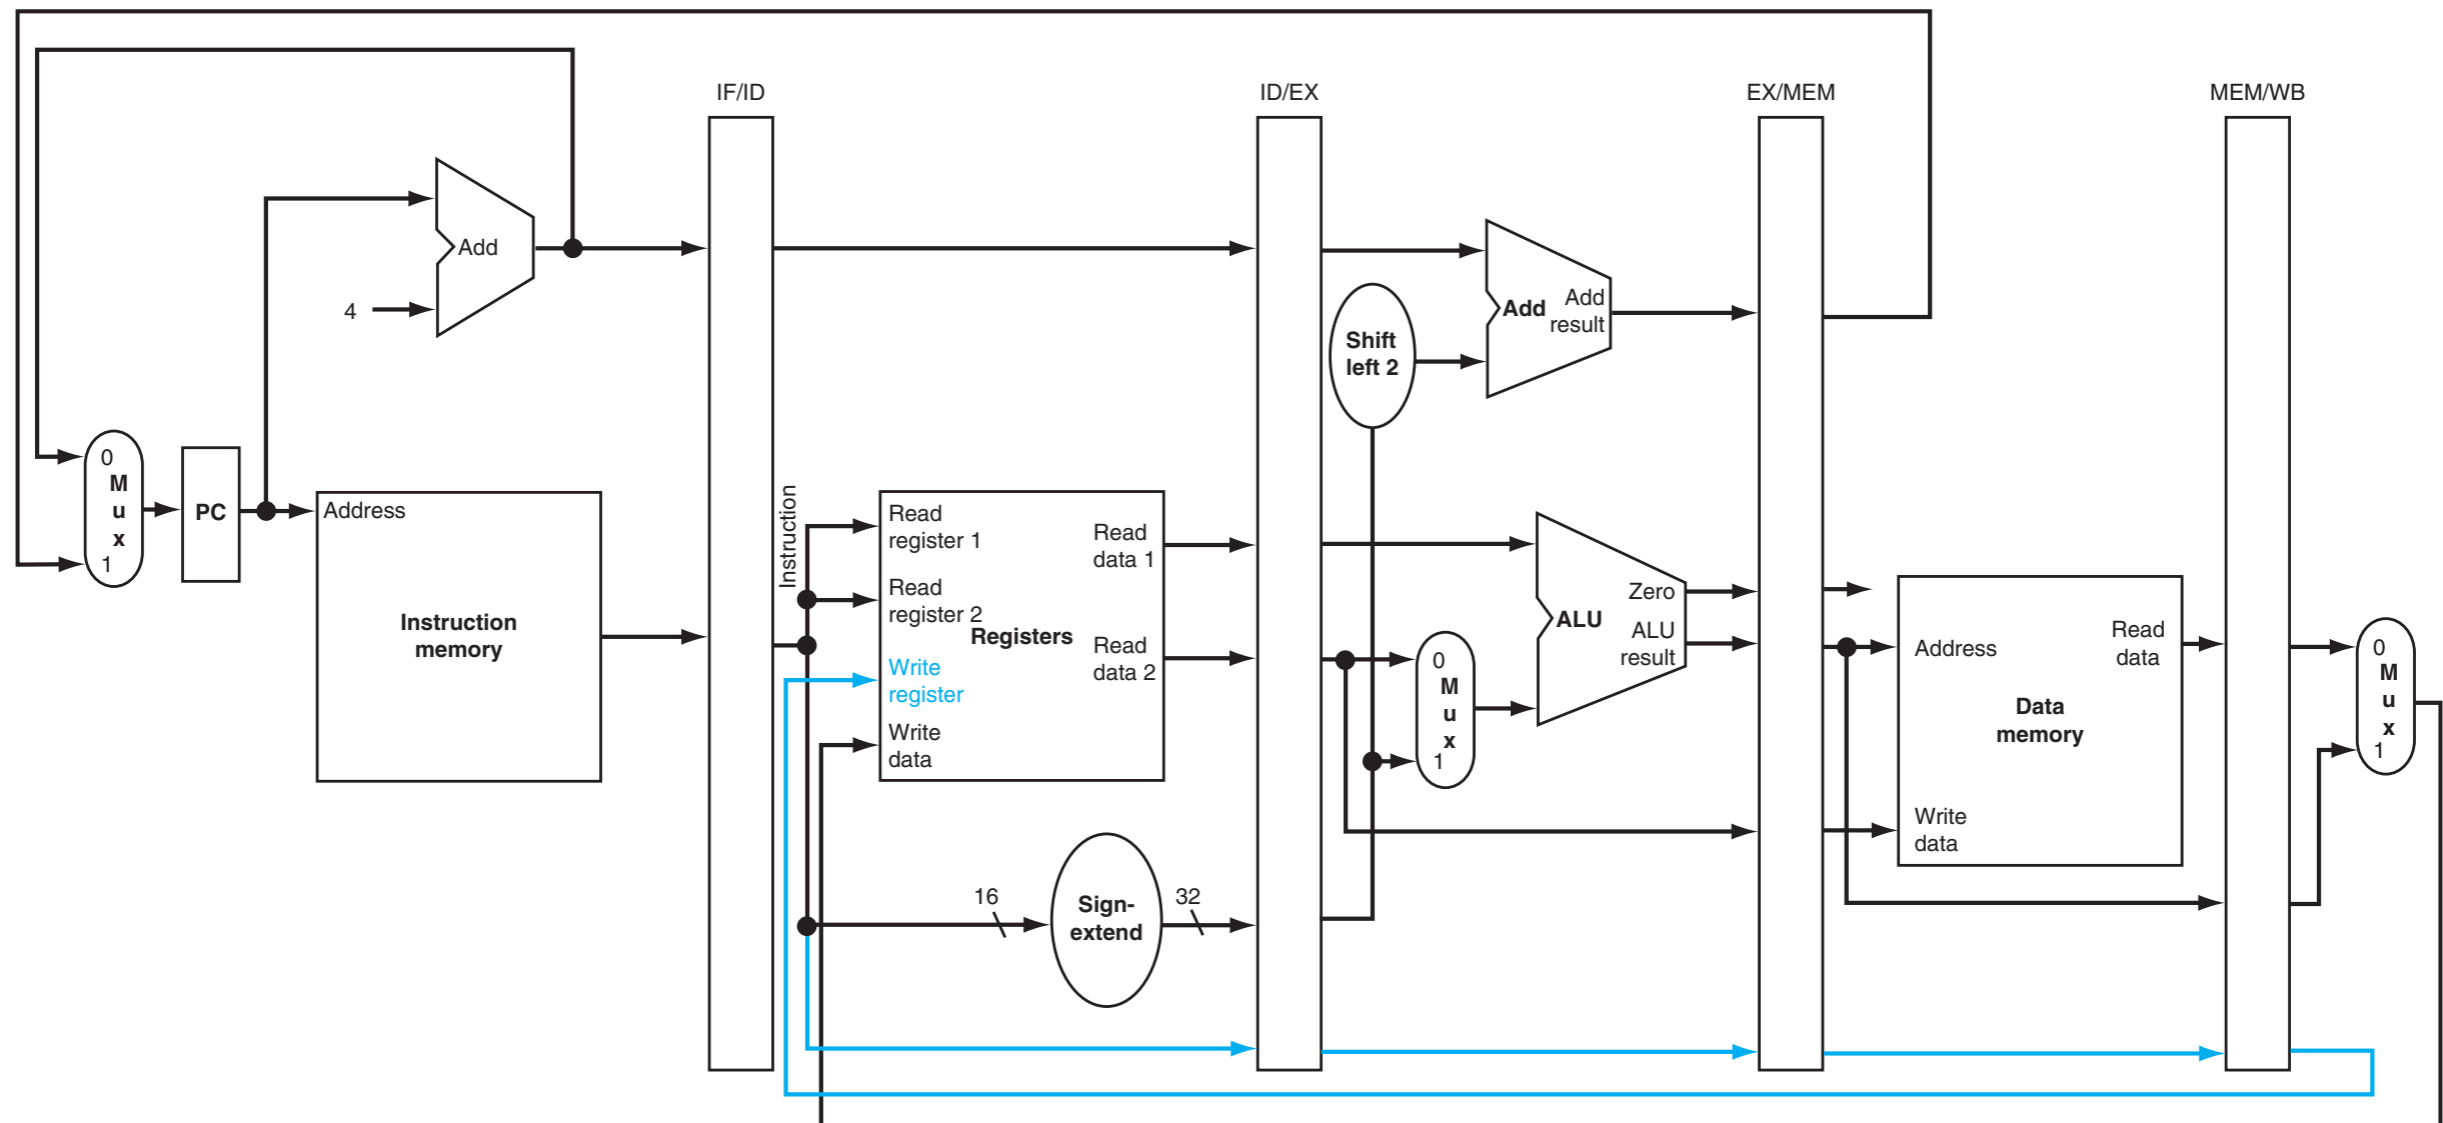 IF/ID
ID/EX
EX/MEM
MEM/WB
Add
4
Add
Add
result
Shift
left 2
0
M
u
x
1
PC
Address
Instruction
memory
Instruction
Read
register 1
Read
register 2
Write
register
Write
data
Registers
Read
data 1
Read
data 2
16
Sign-
extend
32
0
M
u
x
1
ALU
Zero
ALU
result
Address
Write
data
Data
memory
Read
data
0
M
u
x
1